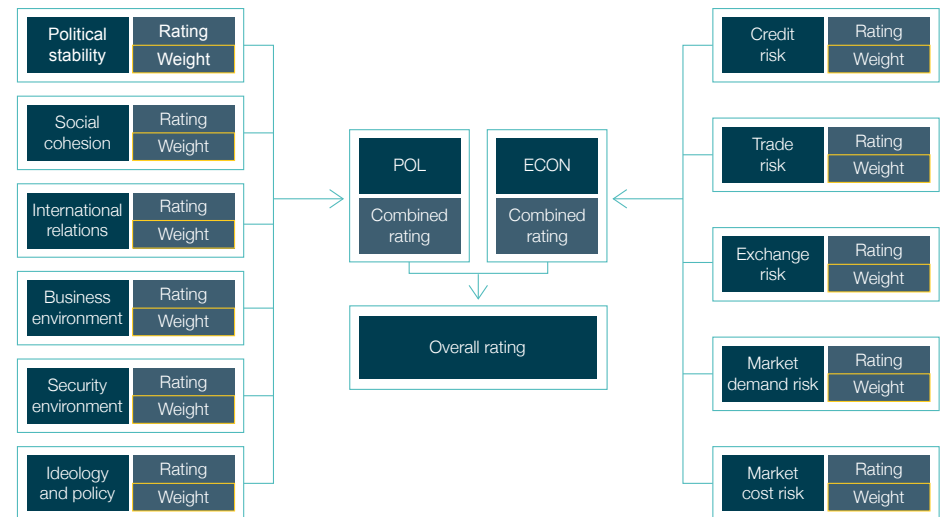 Political
stability
Rating
Weight
Social
cohesion
Rating
Weight
International
relations
Rating
Weight
Business
environment
Rating
Weight
Security
environment
Rating
Weight
Ideology
and policy
Rating
Weight
POL
Combined
rating
ECON
Combined
rating
Overall rating
Credit
risk
Rating
Weight
Trade
risk
Rating
Weight
Exchange
risk
Rating
Weight
Market
demand risk
Rating
Weight
Market
cost risk
Rating
Weight